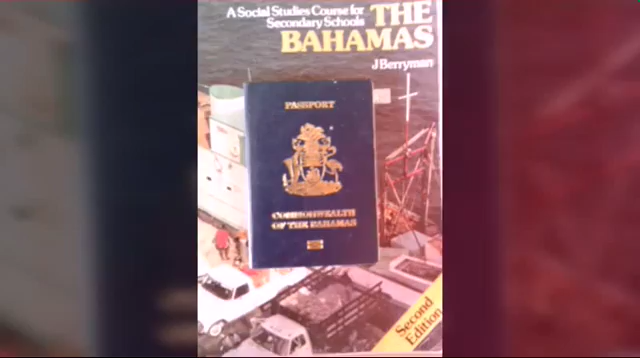 A Social Studies Course for
Secondary Schools
THE
BAHAMAS
J Berryman
PASSPORT
COMMONWEALTH
OF THE BAHAMAS
Second
Edition